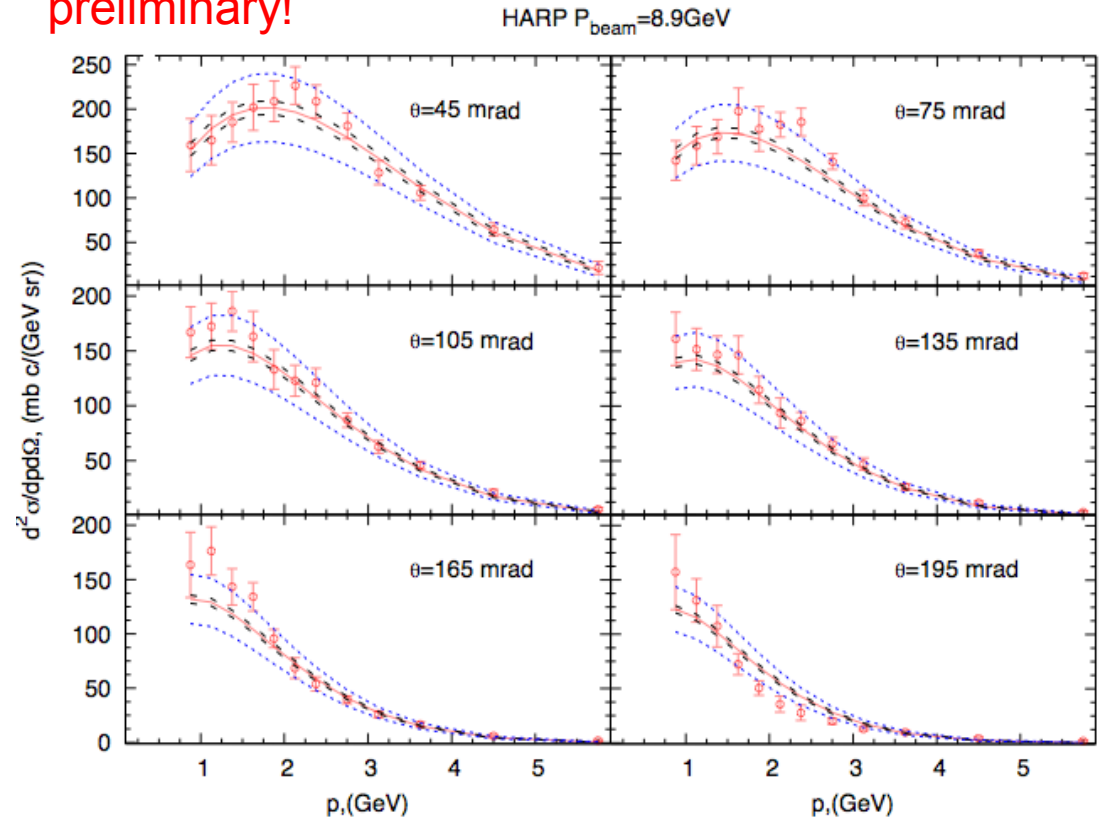 preliminary!
HARP P_beam=8.9GeV
d² σ/dpdΩ, (mb c/(GeV sr))
250
200
150
100
50
θ=45 mrad
θ=75 mrad
200
150
100
50
θ=105 mrad
θ=135 mrad
200
150
100
50
0
θ=165 mrad
θ=195 mrad
1 2 3 4 5
1 2 3 4 5
p,(GeV)
p,(GeV)